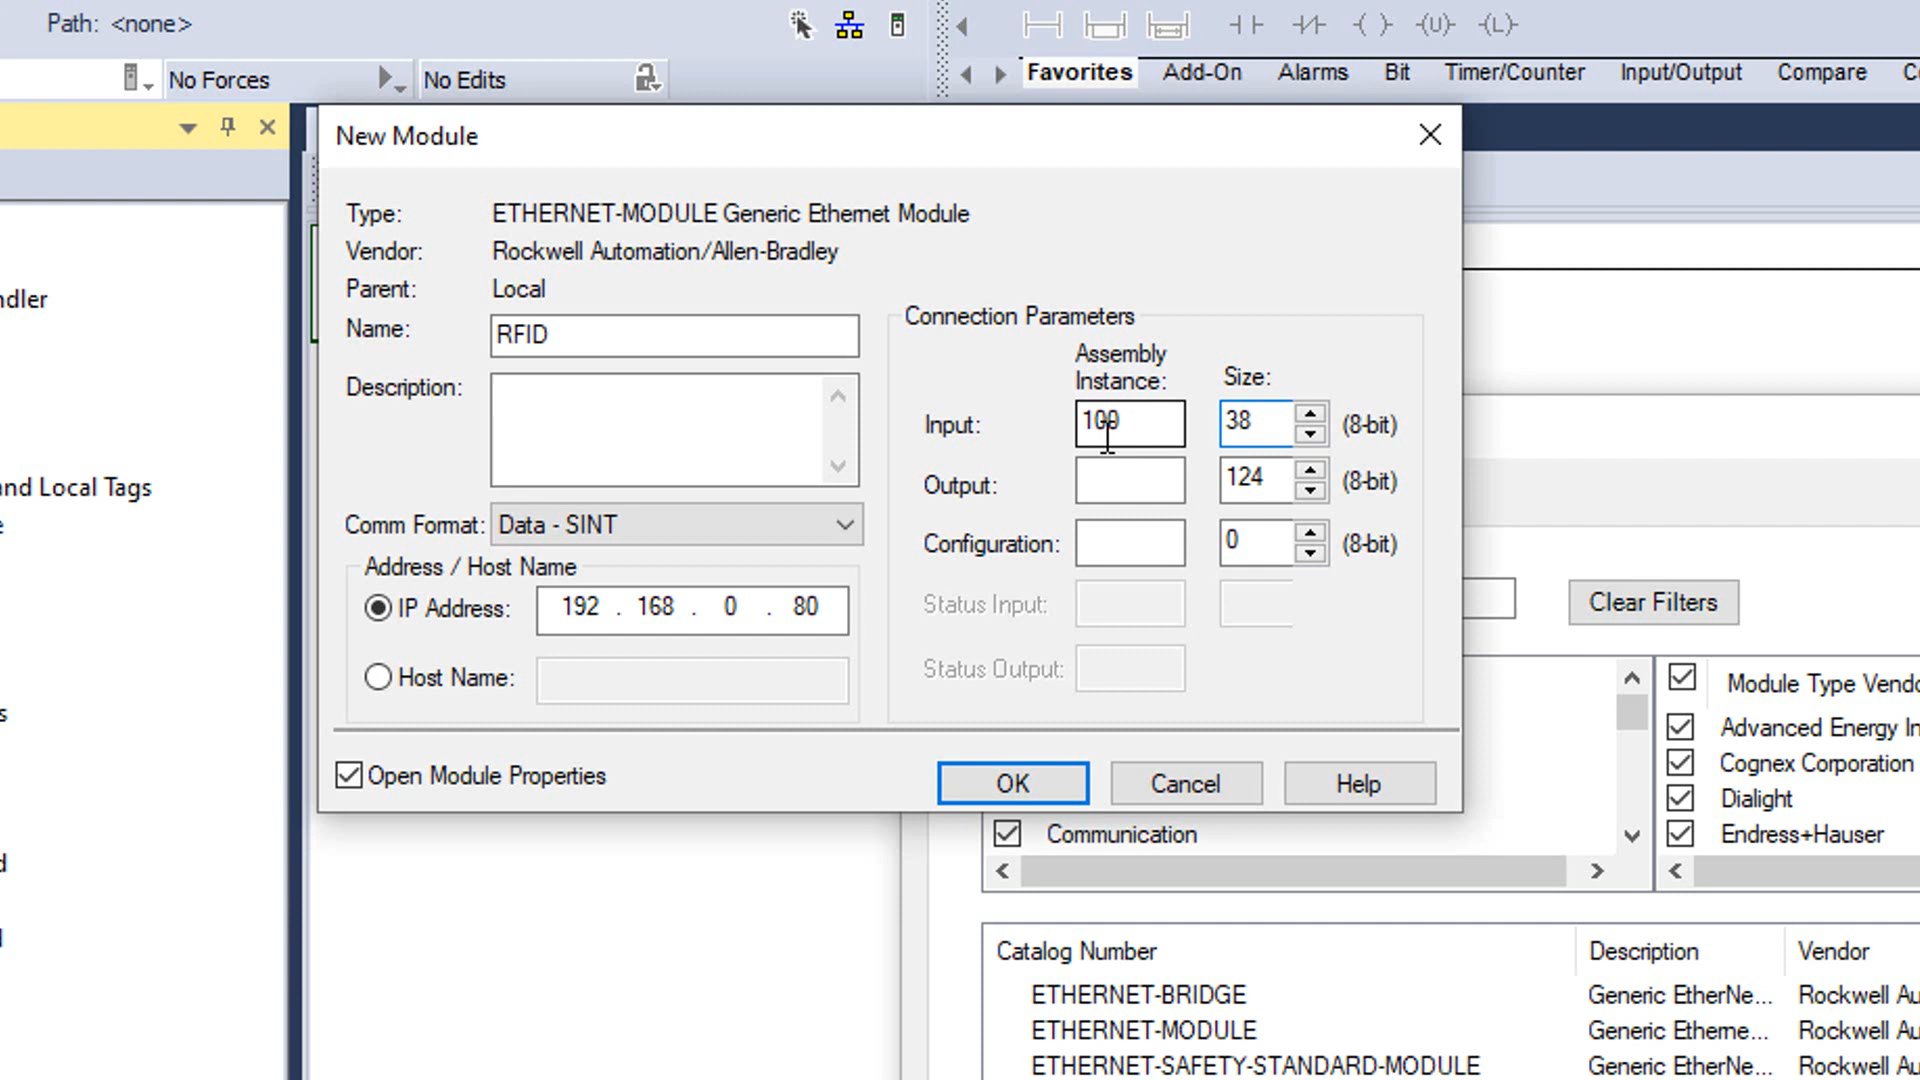 Path: <none>
No Forces
No Edits
Favorites Add-On Alarms Bit Timer/Counter Input/Output Compare
New Module
Type: ETHERNET-MODULE Generic Ethernet Module
Vendor: Rockwell Automation/Allen-Bradley
Parent: Local
Name: RFID
Description:
Comm Format: Data - SINT
Address / Host Name
IP Address: 192 . 168 . 0 . 80
Host Name:
Connection Parameters
Assembly
Instance: Size:
Input: 100 38 (8-bit)
Output: 124 (8-bit)
Configuration: 0 (8-bit)
Status Input:
Status Output:
Open Module Properties
OK Cancel Help
ndler
and Local Tags
Clear Filters
Module Type Vendo
Advanced Energy In
Cognex Corporation
Dialight
Communication Endress+Hauser
Catalog Number Description Vendor
ETHERNET-BRIDGE Generic EtherNe... Rockwell Au
ETHERNET-MODULE Generic Etherne... Rockwell Au
ETHERNET-SAFETY-STANDARD-MODULE Generic EtherNe... Rockwell Au